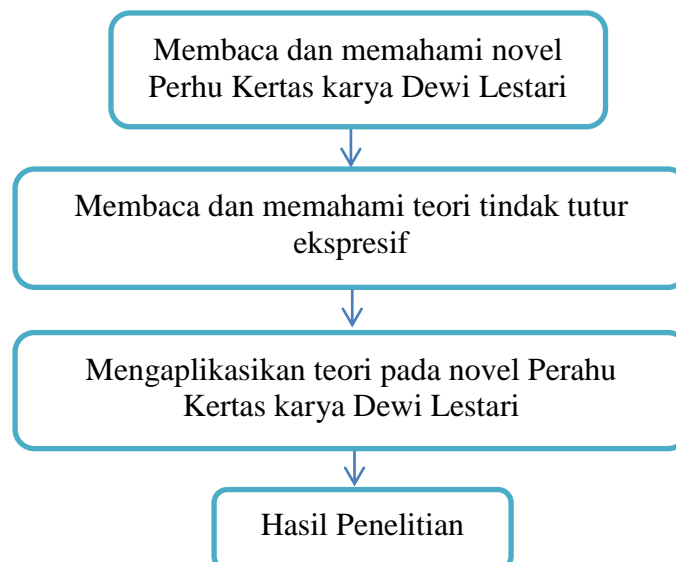 Membaca dan memahami novel
Perhu Kertas karya Dewi Lestari
Membaca dan memahami teori tindak tutur
ekspresif
Mengaplikasikan teori pada novel Perahu
Kertas karya Dewi Lestari
Hasil Penelitian